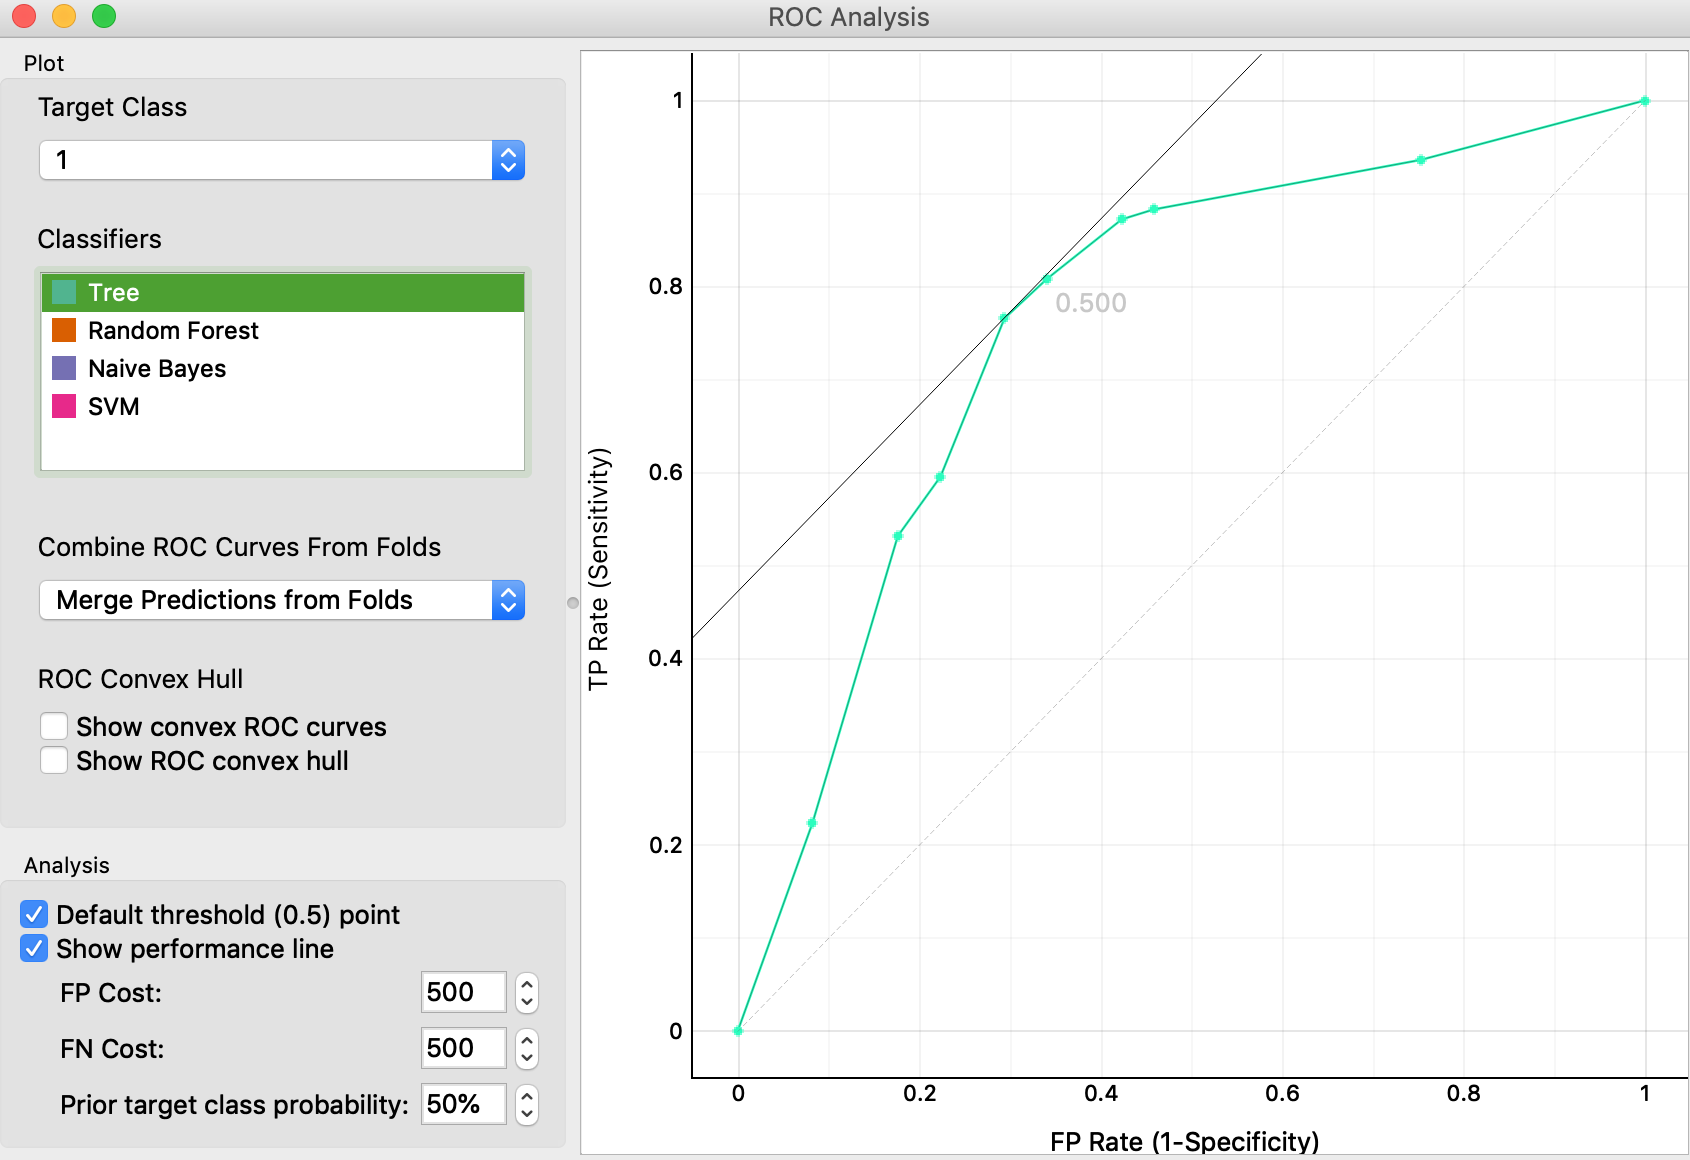 ROC Analysis
Plot
Target Class
1
Classifiers
Tree
Random Forest
Naive Bayes
SVM
Combine ROC Curves From Folds
Merge Predictions from Folds
ROC Convex Hull
Show convex ROC curves
Show ROC convex hull
Analysis
Default threshold (0.5) point
Show performance line
FP Cost: 500
FN Cost: 500
Prior target class probability: 50%
TP Rate (Sensitivity)
1
0.8
0.6
0.4
0.2
0
0.500
0 0.2 0.4 0.6 0.8 1
FP Rate (1-Specificity)